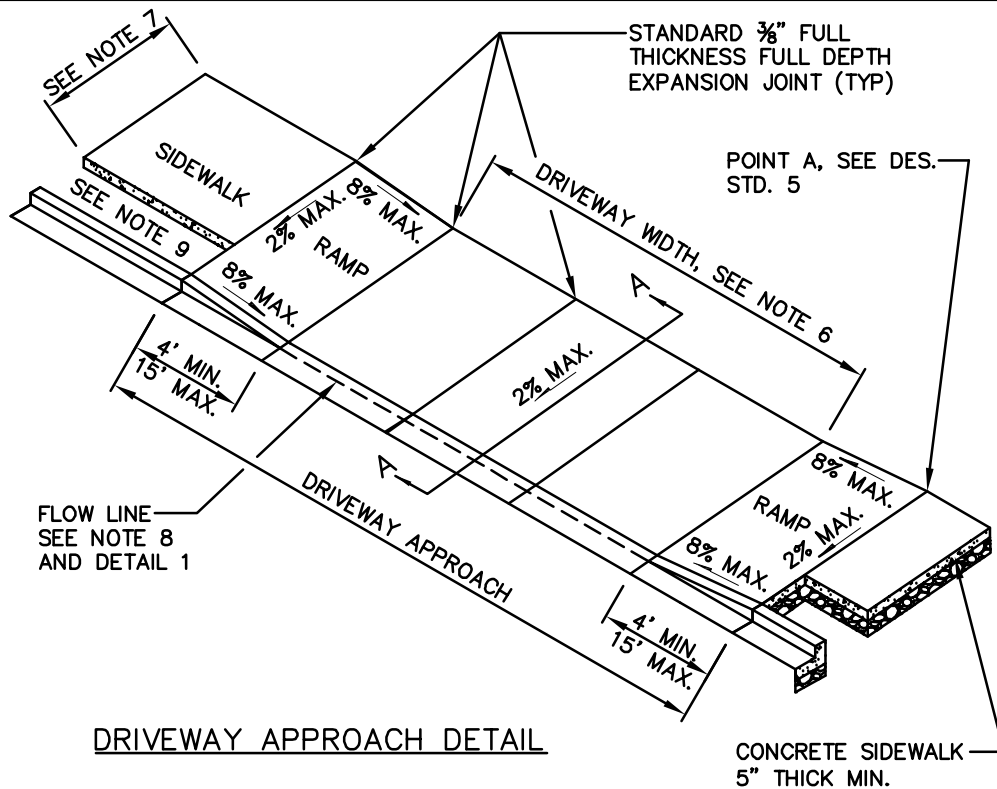 SEE NOTE 7
STANDARD ⅜" FULL
THICKNESS FULL DEPTH
EXPANSION JOINT (TYP)
SIDEWALK
SEE NOTE 9
8% MAX.
2% MAX.
RAMP
8% MAX.
DRIVEWAY WIDTH, SEE NOTE 6
POINT A, SEE DES.
STD. 5
A
2% MAX.
A
4' MIN.
15' MAX.
FLOW LINE
SEE NOTE 8
AND DETAIL 1
DRIVEWAY APPROACH
8% MAX.
RAMP
2% MAX.
8% MAX.
4' MIN.
15' MAX.
DRIVEWAY APPROACH DETAIL
CONCRETE SIDEWALK
5" THICK MIN.